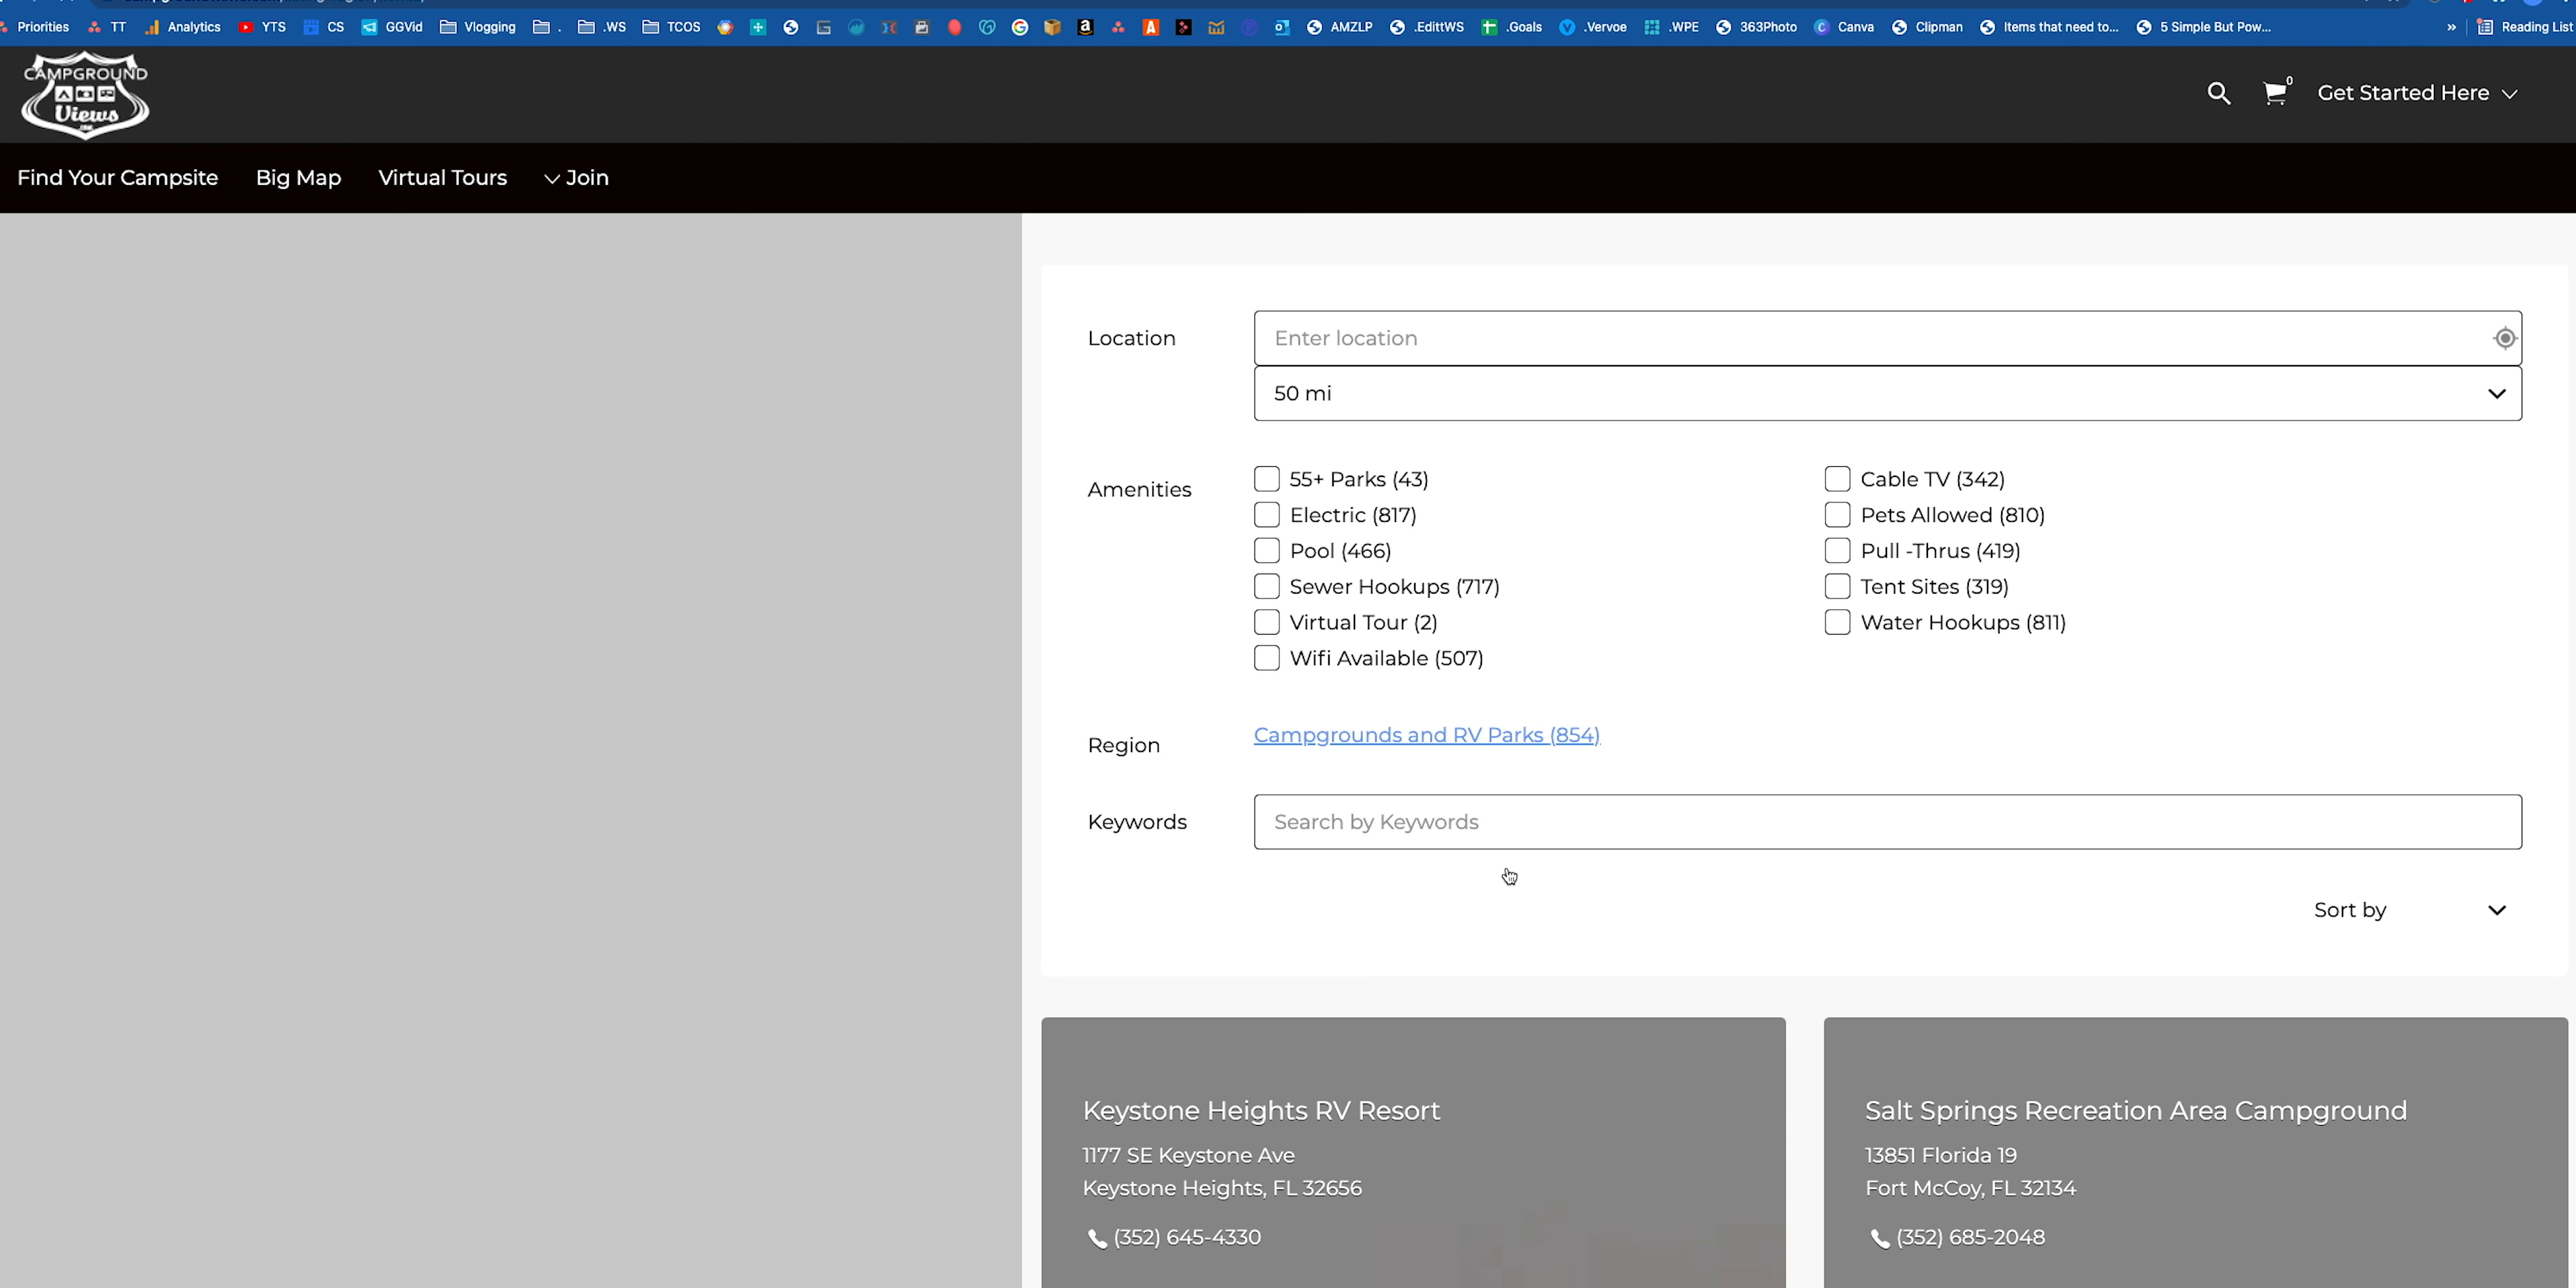 Priorities TT Analytics YTS CS GGVid Vlogging . .WS TCOS AMZLP .EdittWS .Goals .Vervoe .WPE 363Photo Canva Clipman Items that need to... 5 Simple But Pow... » Reading List
CAMPGROUND
Views
0
Get Started Here
Find Your Campsite Big Map Virtual Tours Join
Location
Enter location
50 mi
Amenities
55+ Parks (43) Cable TV (342)
Electric (817) Pets Allowed (810)
Pool (466) Pull -Thrus (419)
Sewer Hookups (717) Tent Sites (319)
Virtual Tour (2) Water Hookups (811)
Wifi Available (507)
Region
Campgrounds and RV Parks (854)
Keywords
Search by Keywords
Sort by
Keystone Heights RV Resort
1177 SE Keystone Ave
Keystone Heights, FL 32656
(352) 645-4330
Salt Springs Recreation Area Campground
13851 Florida 19
Fort McCoy, FL 32134
(352) 685-2048